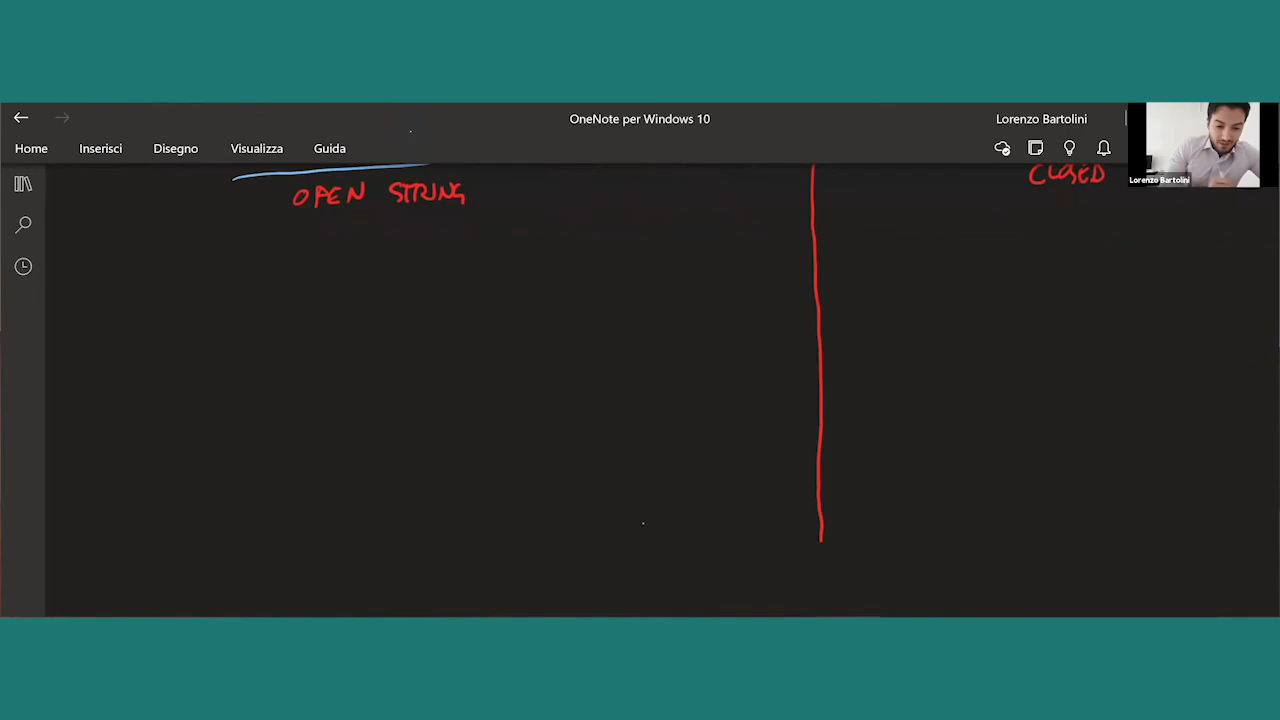 OneNote per Windows 10
Lorenzo Bartolini
Home Inserisci Disegno Visualizza Guida
Lorenzo Bartolini
OPEN STRING
CLOSED